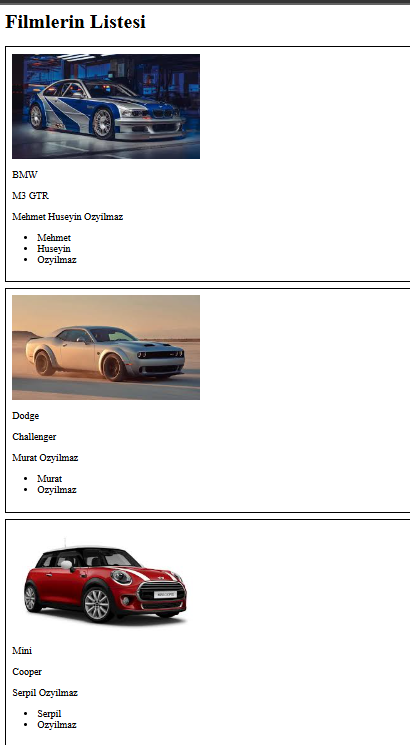 Filmlerin Listesi
BMW
M3 GTR
Mehmet Huseyin Ozyilmaz
Mehmet
Huseyin
Ozyilmaz
Dodge
Challenger
Murat Ozyilmaz
Murat
Ozyilmaz
Mini
Cooper
Serpil Ozyilmaz
Serpil
Ozyilmaz